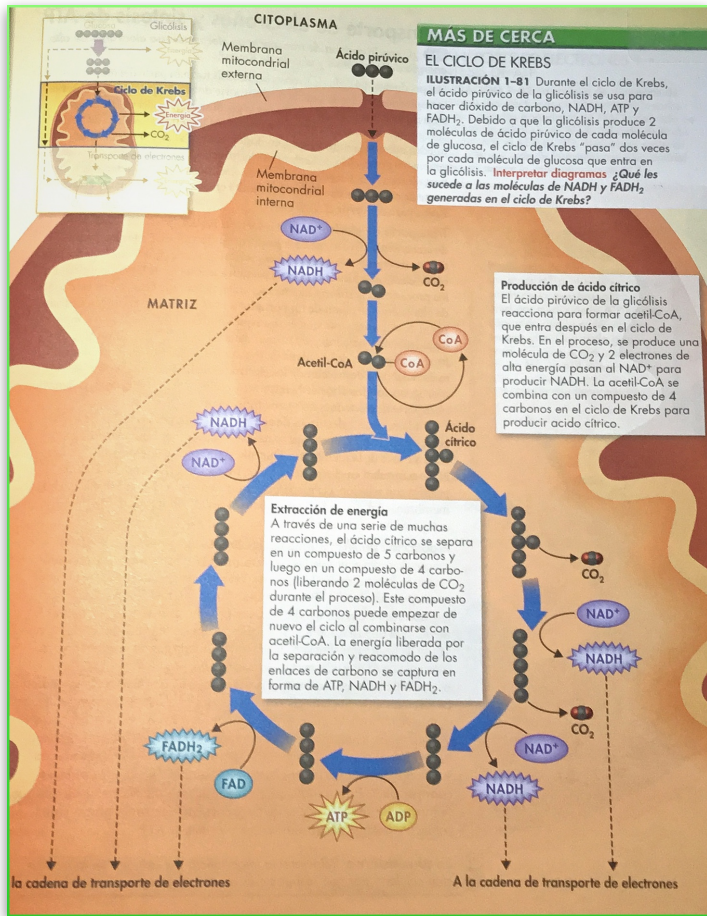 CITOPLASMA
Glicólisis
Ciclo de Krebs
Energía
CO₂
Transporte de electrones
Membrana
mitocondrial
externa
Ácido pirúvico
MÁS DE CERCA
EL CICLO DE KREBS
ILUSTRACIÓN 1–81 Durante el ciclo de Krebs,
el ácido pirúvico de la glicólisis se usa para
hacer dióxido de carbono, NADH, ATP y
FADH₂. Debido a que la glicólisis produce 2
moléculas de ácido pirúvico de cada molécula
de glucosa, el ciclo de Krebs “pasa” dos veces
por cada molécula de glucosa que entra en
la glicólisis. Interpretar diagramas ¿Qué les
sucede a las moléculas de NADH y FADH₂
generadas en el ciclo de Krebs?
Membrana
mitocondrial
interna
NAD⁺
NADH
CO₂
MATRIZ
Producción de ácido cítrico
El ácido pirúvico de la glicólisis
reacciona para formar acetil-CoA,
que entra después en el ciclo de
Krebs. En el proceso, se produce una
molécula de CO₂ y 2 electrones de
alta energía pasan al NAD⁺ para
producir NADH. La acetil-CoA se
combina con un compuesto de 4
carbonos en el ciclo de Krebs para
producir acido cítrico.
CoA
Acetil-CoA
CoA
NADH
NAD⁺
Ácido
cítrico
Extracción de energía
A través de una serie de muchas
reacciones, el ácido cítrico se separa
en un compuesto de 5 carbonos y
luego en un compuesto de 4 carbo-
nos (liberando 2 moléculas de CO₂
durante el proceso). Este compuesto
de 4 carbonos puede empezar de
nuevo el ciclo al combinarse con
acetil-CoA. La energía liberada por
la separación y reacomodo de los
enlaces de carbono se captura en
forma de ATP, NADH y FADH₂.
CO₂
NAD⁺
NADH
CO₂
NAD⁺
NADH
FADH₂
FAD
ATP
ADP
la cadena de transporte de electrones
A la cadena de transporte de electrones